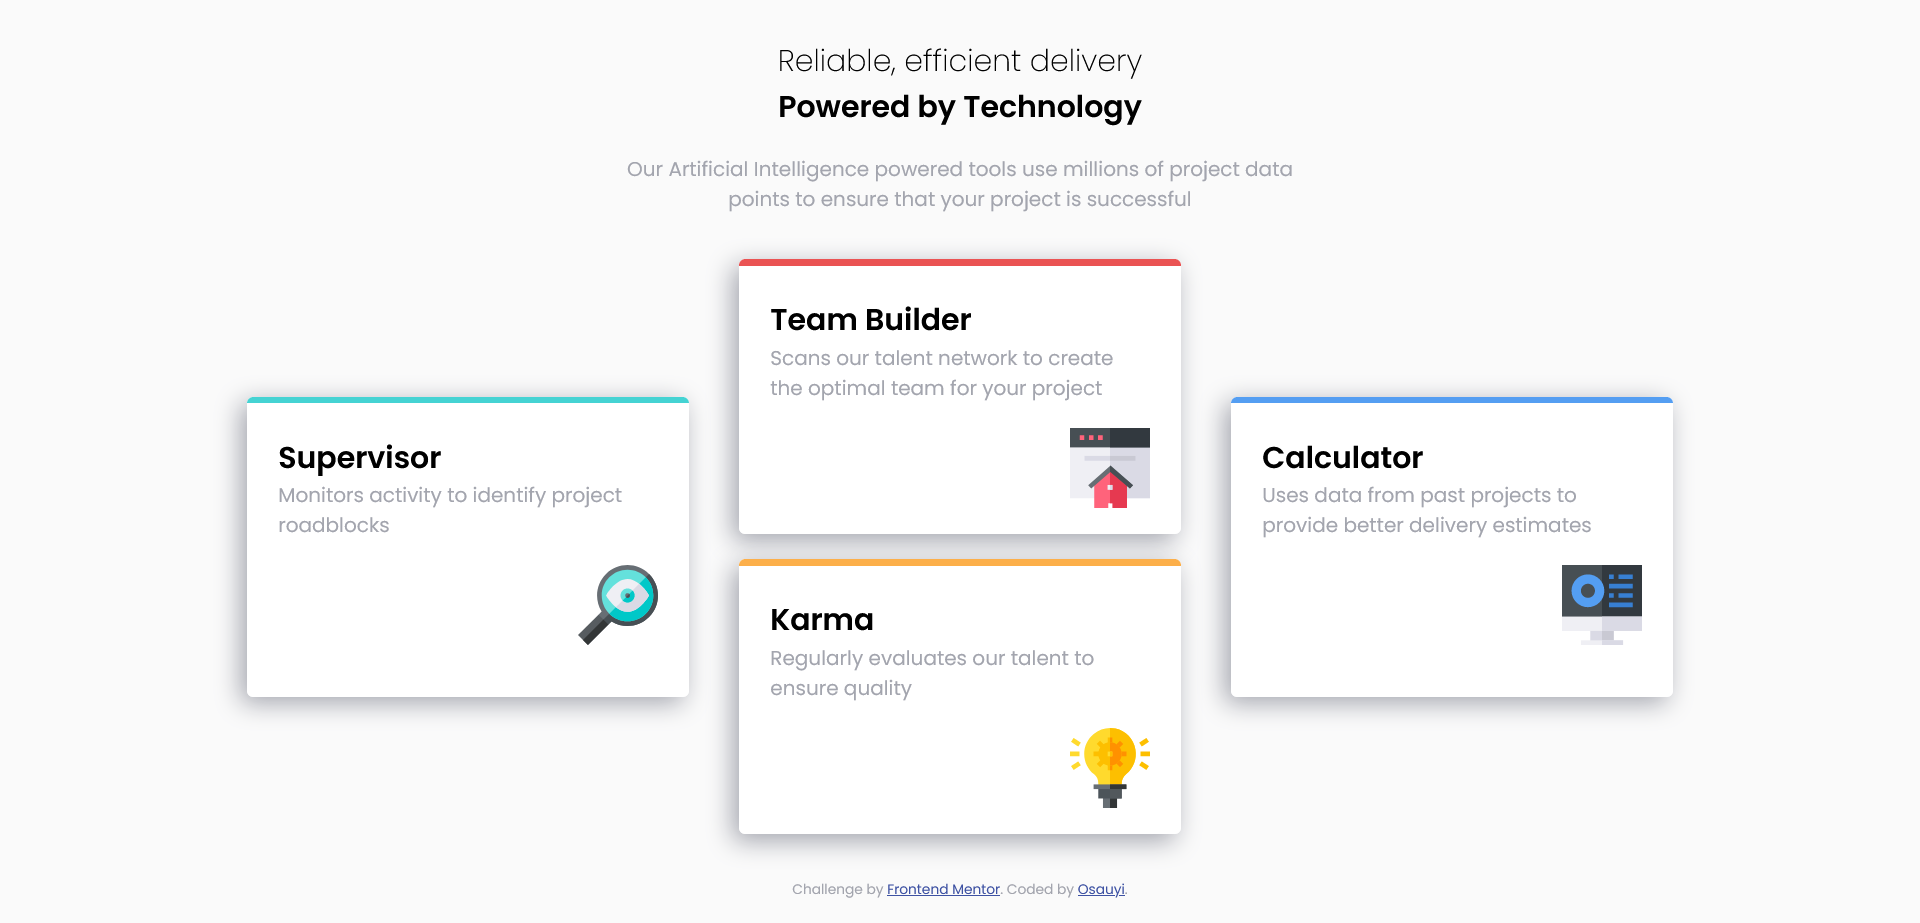 Reliable, efficient delivery
Powered by Technology
Our Artificial Intelligence powered tools use millions of project data
points to ensure that your project is successful
Team Builder
Scans our talent network to create
the optimal team for your project
Supervisor
Monitors activity to identify project
roadblocks
Calculator
Uses data from past projects to
provide better delivery estimates
Karma
Regularly evaluates our talent to
ensure quality
Challenge by Frontend Mentor. Coded by Osauyi.